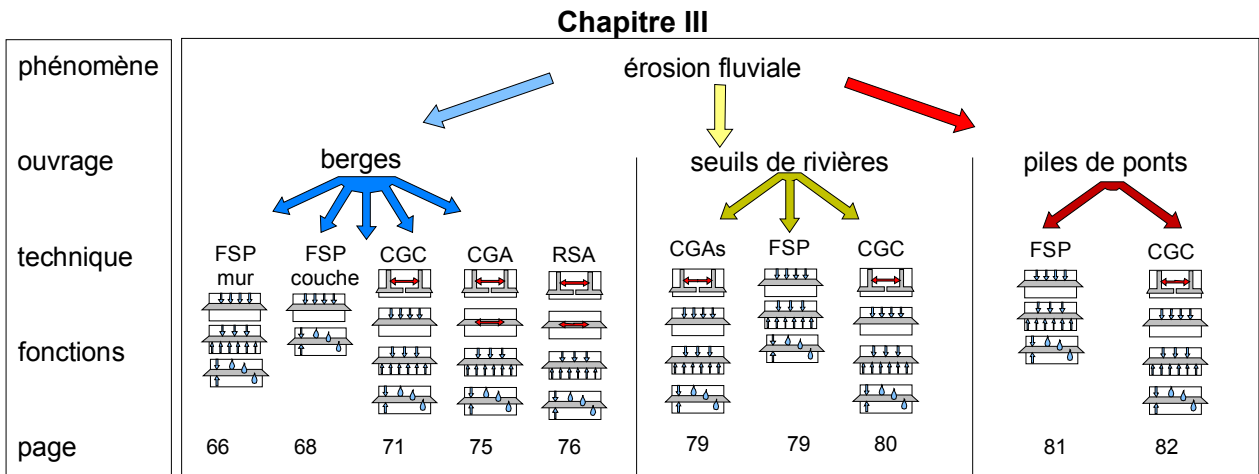 Chapitre III
phénomène
érosion fluviale
ouvrage
berges
seuils de rivières
piles de ponts
technique
FSP mur
FSP couche
CGC
CGA
RSA
CGAs
FSP
CGC
FSP
CGC
fonctions
page
66 68 71 75 76 79 79 80 81 82